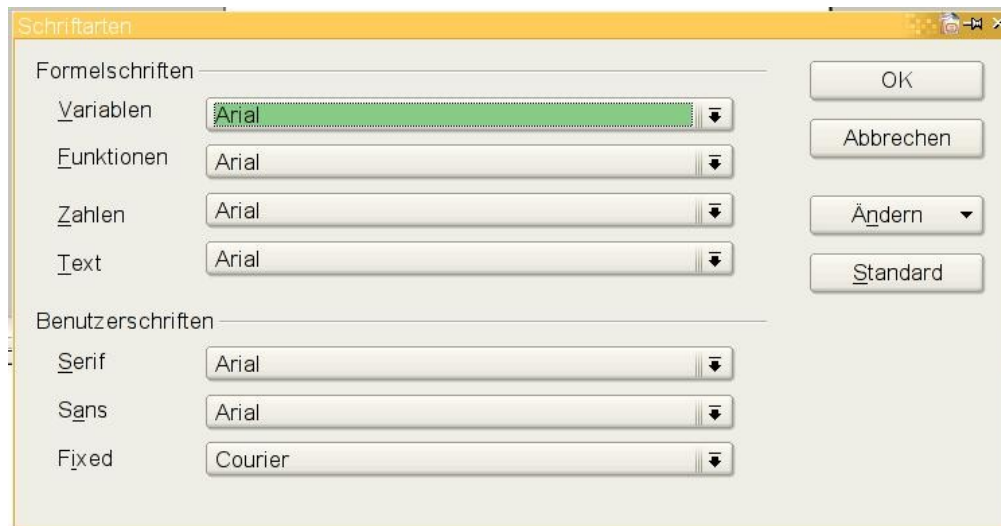 Schriftarten
Formelschriften
Variablen Arial
Funktionen Arial
Zahlen Arial
Text Arial
Benutzerschriften
Serif Arial
Sans Arial
Fixed Courier
OK
Abbrechen
Ändern
Standard